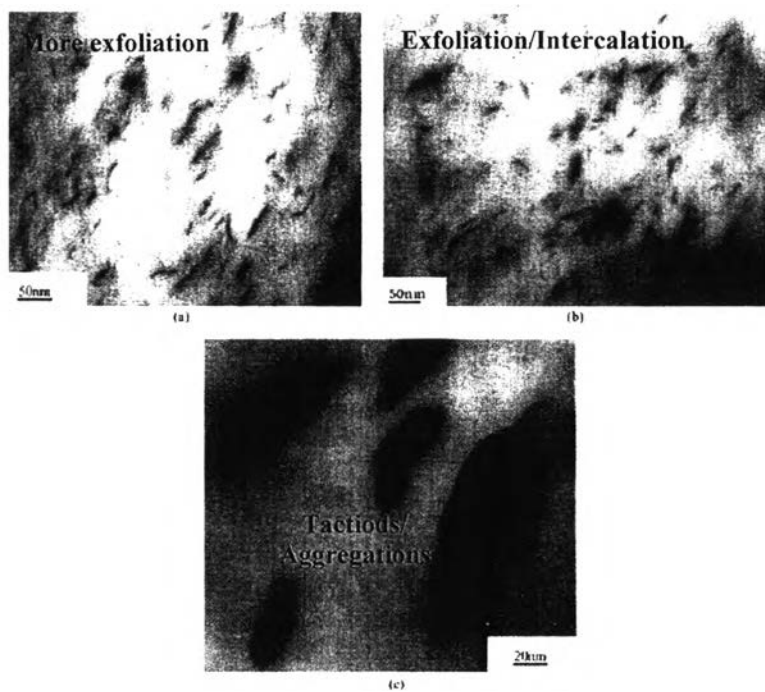 More exfoliation
Exfoliation/Intercalation
50nm
50nm
(a)
(b)
Tactiods/
Aggregations
20nm
(c)